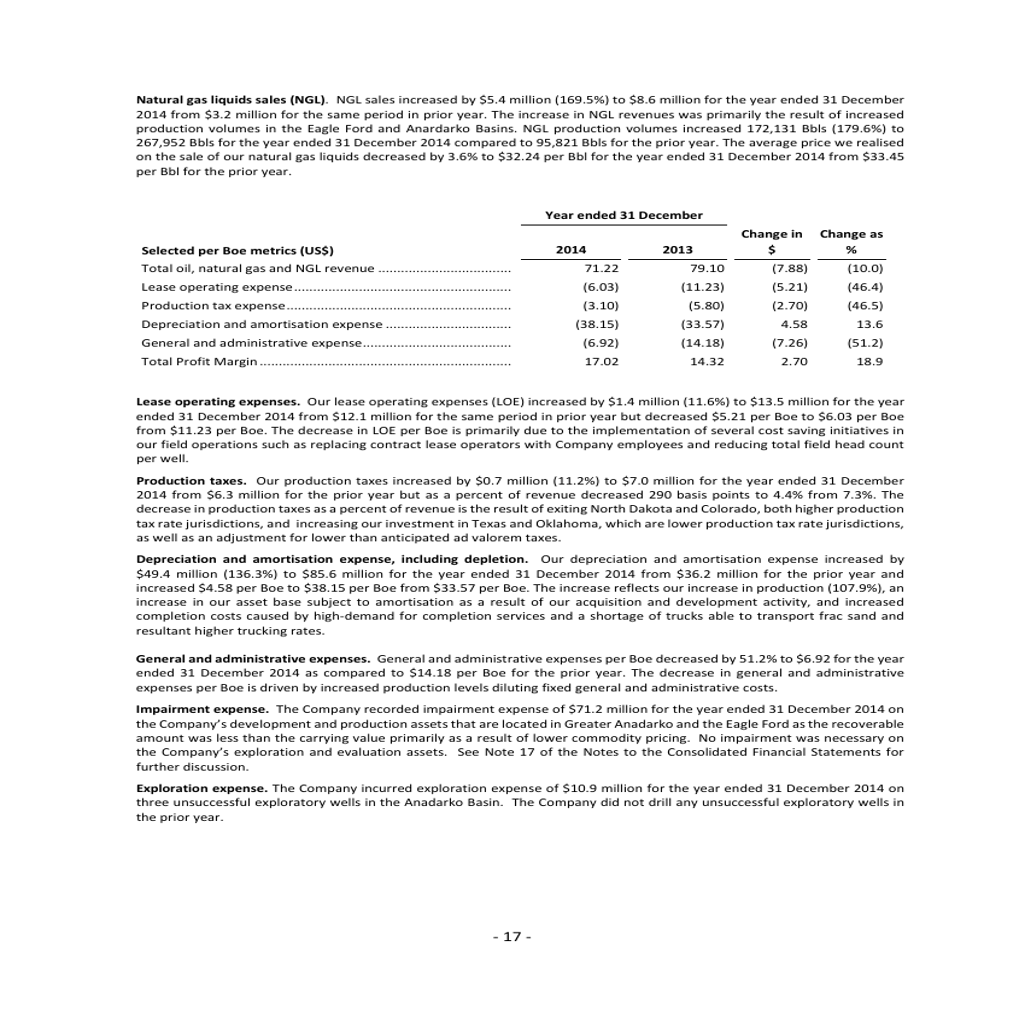 Natural gas liquids sales (NGL). NGL sales increased by $5.4 million (169.5%) to $8.6 million for the year ended 31 December
2014 from $3.2 million for the same period in prior year. The increase in NGL revenues was primarily the result of increased
production volumes in the Eagle Ford and Anardarko Basins. NGL production volumes increased 172,131 Bbls (179.6%) to
267,952 Bbls for the year ended 31 December 2014 compared to 95,821 Bbls for the prior year. The average price we realised
on the sale of our natural gas liquids decreased by 3.6% to $32.24 per Bbl for the year ended 31 December 2014 from $33.45
per Bbl for the prior year.
Year ended 31 December
Change in Change as
Selected per Boe metrics (US$) 2014 2013 $ %
Total oil, natural gas and NGL revenue .................................. 71.22 79.10 (7.88) (10.0)
Lease operating expense........................................................ (6.03) (11.23) (5.21) (46.4)
Production tax expense.......................................................... (3.10) (5.80) (2.70) (46.5)
Depreciation and amortisation expense ................................ (38.15) (33.57) 4.58 13.6
General and administrative expense...................................... (6.92) (14.18) (7.26) (51.2)
Total Profit Margin ................................................................ 17.02 14.32 2.70 18.9
Lease operating expenses. Our lease operating expenses (LOE) increased by $1.4 million (11.6%) to $13.5 million for the year
ended 31 December 2014 from $12.1 million for the same period in prior year but decreased $5.21 per Boe to $6.03 per Boe
from $11.23 per Boe. The decrease in LOE per Boe is primarily due to the implementation of several cost saving initiatives in
our field operations such as replacing contract lease operators with Company employees and reducing total field head count
per well.
Production taxes. Our production taxes increased by $0.7 million (11.2%) to $7.0 million for the year ended 31 December
2014 from $6.3 million for the prior year but as a percent of revenue decreased 290 basis points to 4.4% from 7.3%. The
decrease in production taxes as a percent of revenue is the result of exiting North Dakota and Colorado, both higher production
tax rate jurisdictions, and increasing our investment in Texas and Oklahoma, which are lower production tax rate jurisdictions,
as well as an adjustment for lower than anticipated ad valorem taxes.
Depreciation and amortisation expense, including depletion. Our depreciation and amortisation expense increased by
$49.4 million (136.3%) to $85.6 million for the year ended 31 December 2014 from $36.2 million for the prior year and
increased $4.58 per Boe to $38.15 per Boe from $33.57 per Boe. The increase reflects our increase in production (107.9%), an
increase in our asset base subject to amortisation as a result of our acquisition and development activity, and increased
completion costs caused by high-demand for completion services and a shortage of trucks able to transport frac sand and
resultant higher trucking rates.
General and administrative expenses. General and administrative expenses per Boe decreased by 51.2% to $6.92 for the year
ended 31 December 2014 as compared to $14.18 per Boe for the prior year. The decrease in general and administrative
expenses per Boe is driven by increased production levels diluting fixed general and administrative costs.
Impairment expense. The Company recorded impairment expense of $71.2 million for the year ended 31 December 2014 on
the Company's development and production assets that are located in Greater Anadarko and the Eagle Ford as the recoverable
amount was less than the carrying value primarily as a result of lower commodity pricing. No impairment was necessary on
the Company's exploration and evaluation assets. See Note 17 of the Notes to the Consolidated Financial Statements for
further discussion.
Exploration expense. The Company incurred exploration expense of $10.9 million for the year ended 31 December 2014 on
three unsuccessful exploratory wells in the Anadarko Basin. The Company did not drill any unsuccessful exploratory wells in
the prior year.
- 17 -